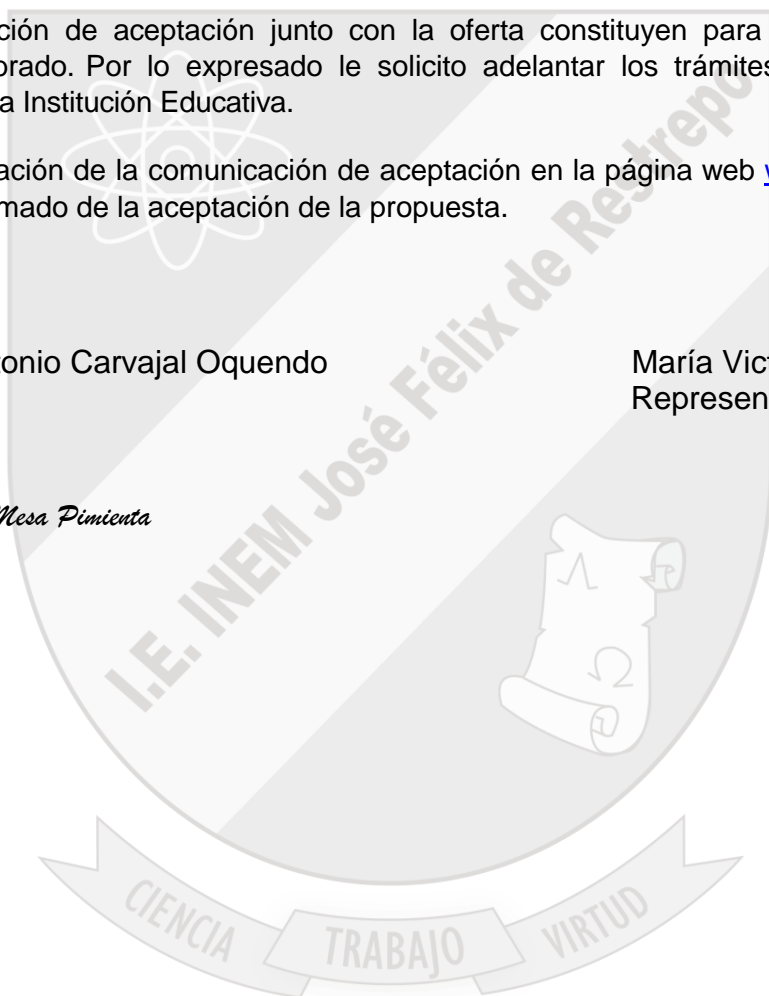 ción de aceptación junto con la oferta constituyen para
orado. Por lo expresado le solicito adelantar los trámites
a Institución Educativa.
ación de la comunicación de aceptación en la página web
mado de la aceptación de la propuesta.
tonio Carvajal Oquendo
María Vic
Represen
Mesa Pimienta
I.E. INEM José Félix de Restrepo
Λ
Ω
CIENCIA TRABAJO VIRTUD